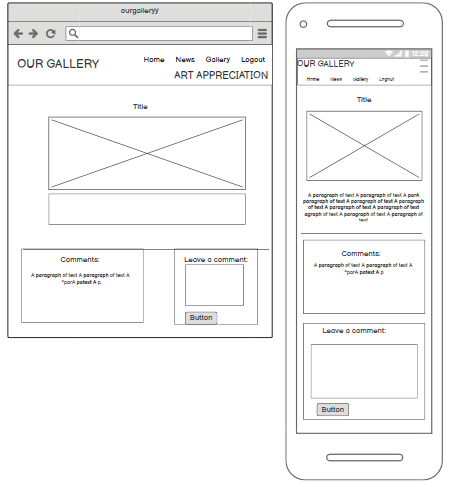 ourgalleryy
OUR GALLERY
Home News Gallery Logout
ART APPRECIATION
Title
Comments:
A paragraph of text A paragraph of text A
*porA patext A p
Leave a comment:
Button
12:28
OUR GALLERY
Home News Gallery Logout
Title
A paragraph of text A paragraph of text A porA
paragraph of text A paragraph of text A paragraph
of text A paragraph of text A paragraph of text
agraph of text A paragraph of text A paragraph of
text
Comments:
A paragraph of text A paragraph of text A
*porA patext A p
Leave a comment:
Button